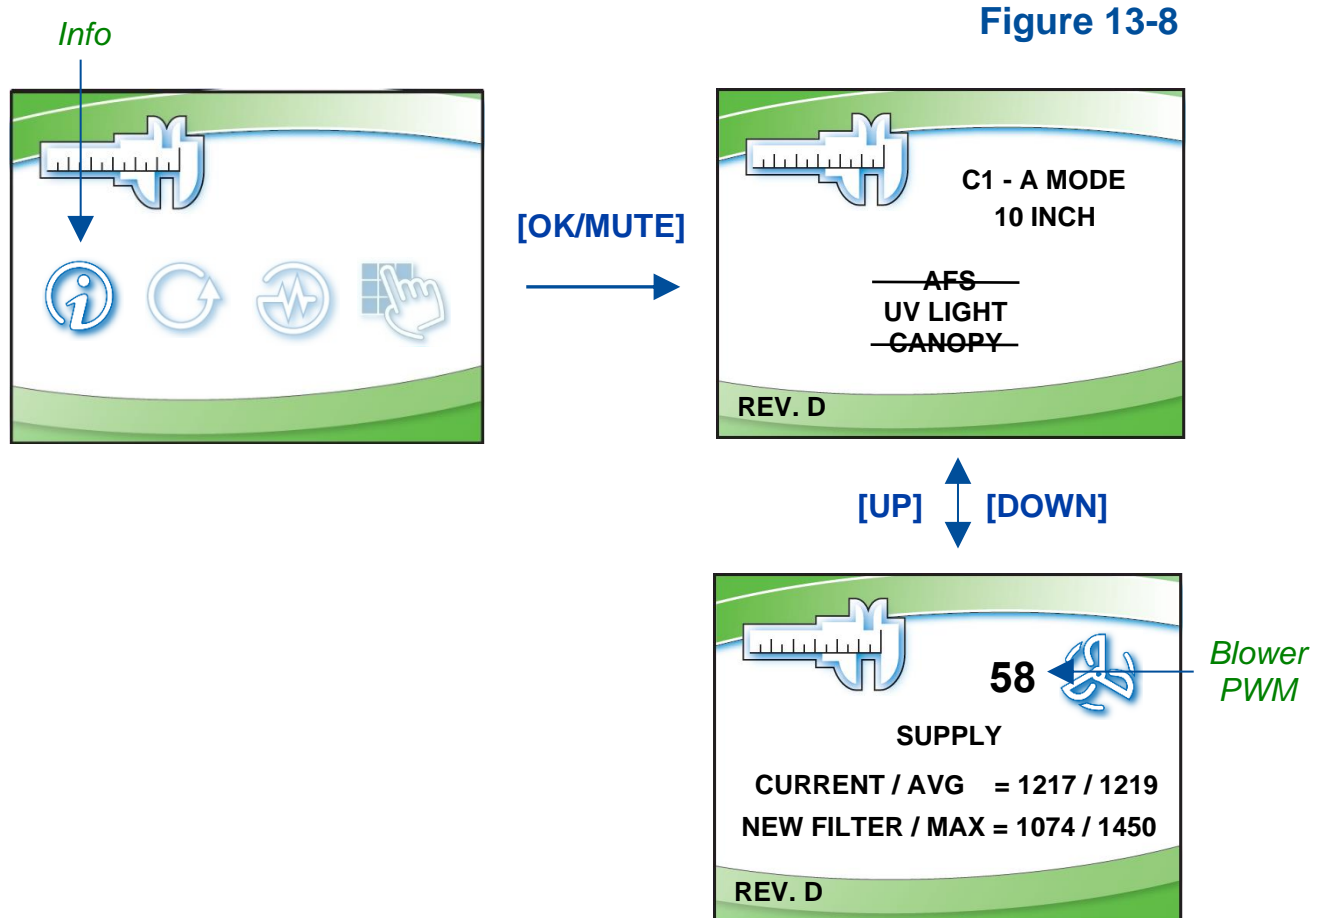 Figure 13-8
Info
[OK/MUTE]
C1 - A MODE
10 INCH
AFS
UV LIGHT
CANOPY
REV. D
[UP] [DOWN]
58
Blower
PWM
SUPPLY
CURRENT / AVG = 1217 / 1219
NEW FILTER / MAX = 1074 / 1450
REV. D